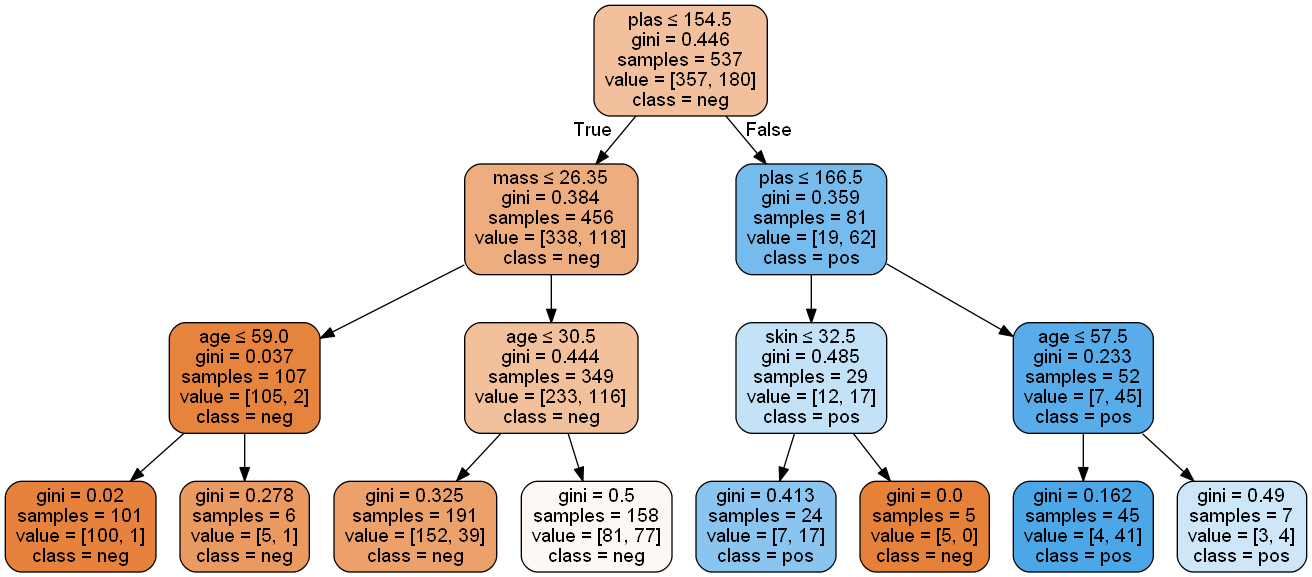 plas ≤ 154.5
gini = 0.446
samples = 537
value = [357, 180]
class = neg
True
False
mass ≤ 26.35
gini = 0.384
samples = 456
value = [338, 118]
class = neg
plas ≤ 166.5
gini = 0.359
samples = 81
value = [19, 62]
class = pos
age ≤ 59.0
gini = 0.037
samples = 107
value = [105, 2]
class = neg
age ≤ 30.5
gini = 0.444
samples = 349
value = [233, 116]
class = neg
skin ≤ 32.5
gini = 0.485
samples = 29
value = [12, 17]
class = pos
age ≤ 57.5
gini = 0.233
samples = 52
value = [7, 45]
class = pos
gini = 0.02
samples = 101
value = [100, 1]
class = neg
gini = 0.278
samples = 6
value = [5, 1]
class = neg
gini = 0.325
samples = 191
value = [152, 39]
class = neg
gini = 0.5
samples = 158
value = [81, 77]
class = neg
gini = 0.413
samples = 24
value = [7, 17]
class = pos
gini = 0.0
samples = 5
value = [5, 0]
class = neg
gini = 0.162
samples = 45
value = [4, 41]
class = pos
gini = 0.49
samples = 7
value = [3, 4]
class = pos